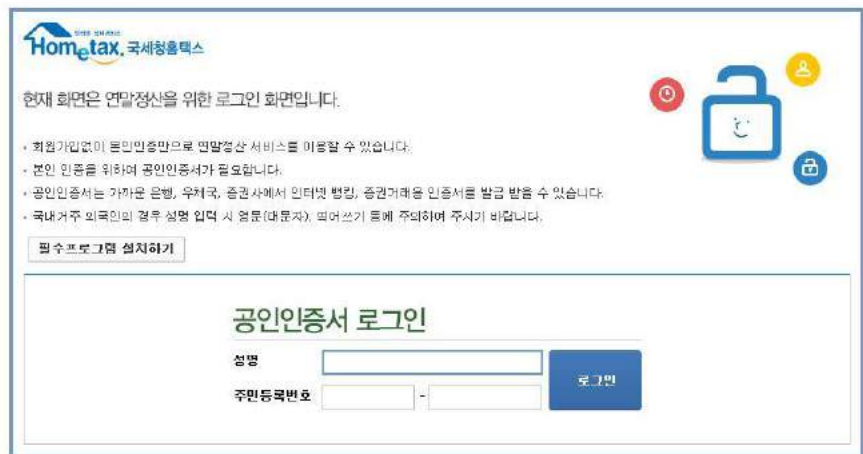 Hometax. 국세청홈택스
현재 화면은 연말정산을 위한 로그인 화면입니다.
회원가입없이 본인인증만으로 연말정산 서비스를 이용할 수 있습니다.
본인 인증을 위하여 공인인증서가 필요합니다.
공인인증서는 가까운 은행, 우체국, 증권사에서 인터넷 뱅킹, 증권거래용 인증서를 발급 받을 수 있습니다.
국내거주 외국인의 경우 성명 입력 시 영문(대문자), 띄어쓰기 등에 주의하여 주시기 바랍니다.
필수프로그램 설치하기
공인인증서 로그인
성명
로그인
주민등록번호 -